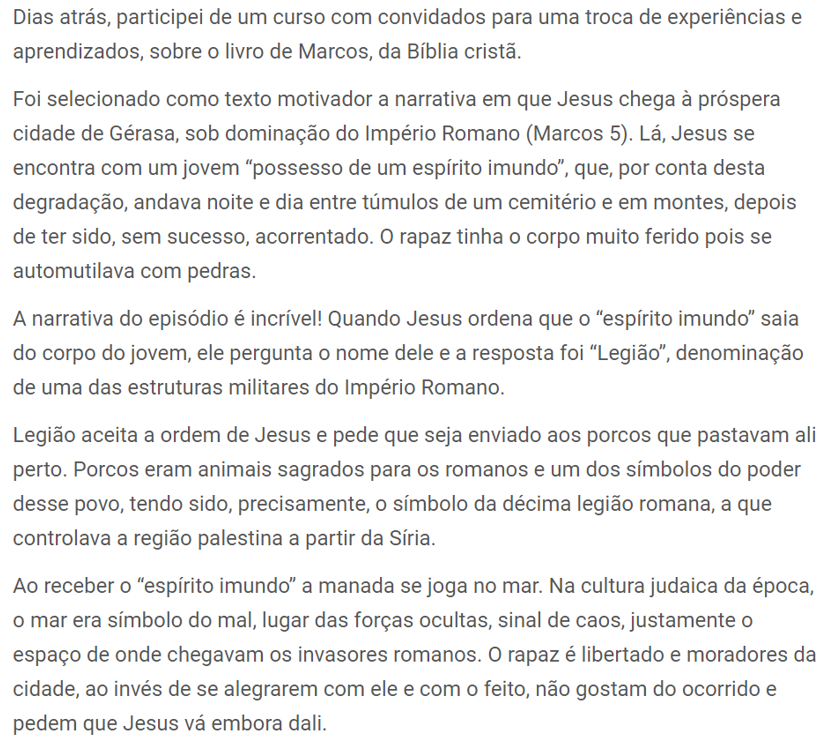 Dias atrás, participei de um curso com convidados para uma troca de experiências e
aprendizados, sobre o livro de Marcos, da Bíblia cristã.
Foi selecionado como texto motivador a narrativa em que Jesus chega à próspera
cidade de Gérasa, sob dominação do Império Romano (Marcos 5). Lá, Jesus se
encontra com um jovem “possesso de um espírito imundo”, que, por conta desta
degradação, andava noite e dia entre túmulos de um cemitério e em montes, depois
de ter sido, sem sucesso, acorrentado. O rapaz tinha o corpo muito ferido pois se
automutilava com pedras.
A narrativa do episódio é incrível! Quando Jesus ordena que o “espírito imundo” saia
do corpo do jovem, ele pergunta o nome dele e a resposta foi “Legião”, denominação
de uma das estruturas militares do Império Romano.
Legião aceita a ordem de Jesus e pede que seja enviado aos porcos que pastavam ali
perto. Porcos eram animais sagrados para os romanos e um dos símbolos do poder
desse povo, tendo sido, precisamente, o símbolo da décima legião romana, a que
controlava a região palestina a partir da Síria.
Ao receber o “espírito imundo” a manada se joga no mar. Na cultura judaica da época,
o mar era símbolo do mal, lugar das forças ocultas, sinal de caos, justamente o
espaço de onde chegavam os invasores romanos. O rapaz é libertado e moradores da
cidade, ao invés de se alegrarem com ele e com o feito, não gostam do ocorrido e
pedem que Jesus vá embora dali.